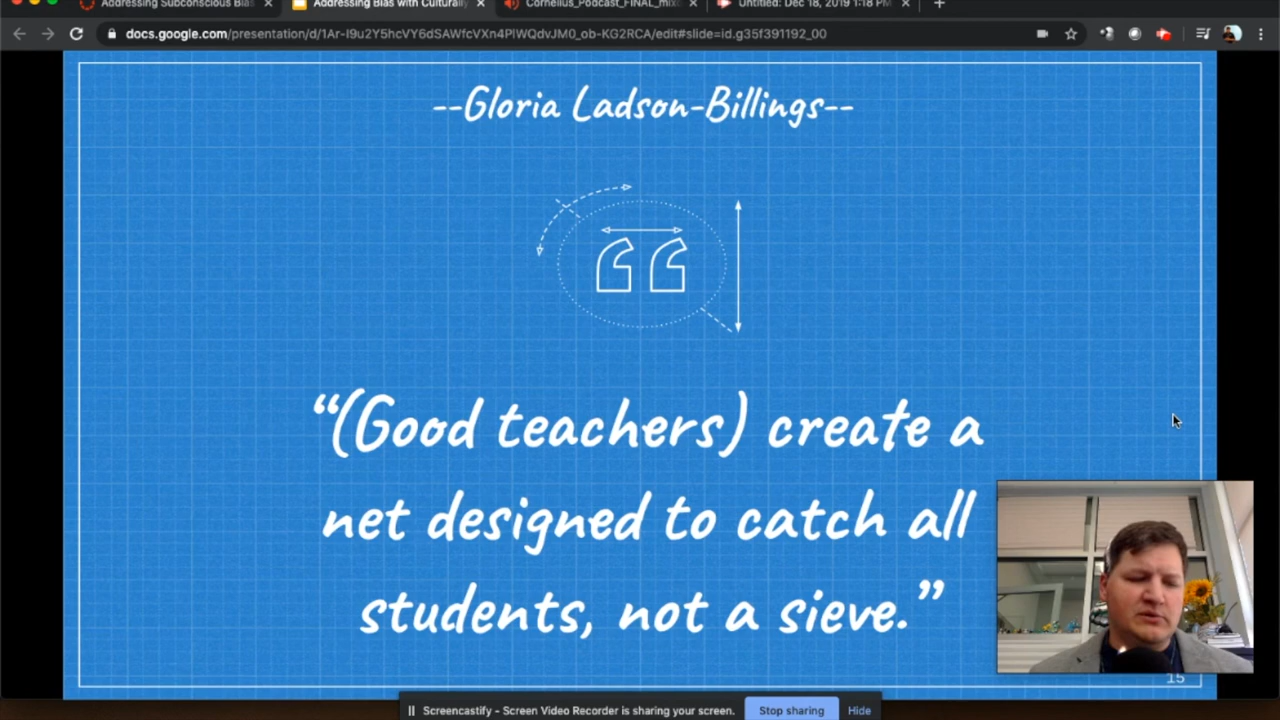 Addressing Subconscious Bias
Addressing Bias with Culturally
Cornelius_Podcast_FINAL_mix
Untitled: Dec 18, 2019 1:18 PM
docs.google.com/presentation/d/1Ar-I9u2Y5hcVY6dSAWfcVXn4PlWQdvJM0_ob-KG2RCA/edit#slide=id.g35f391192_00
--Gloria Ladson-Billings--
“(Good teachers) create a
net designed to catch all
students, not a sieve.”
15
Screencastify - Screen Video Recorder is sharing your screen.
Stop sharing
Hide